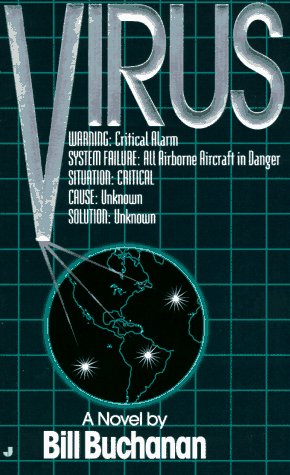 VIRUS
WARNING: Critical Alarm
SYSTEM FAILURE: All Airborne Aircraft in Danger
SITUATION: CRITICAL
CAUSE: Unknown
SOLUTION: Unknown
A Novel by
J
Bill Buchanan